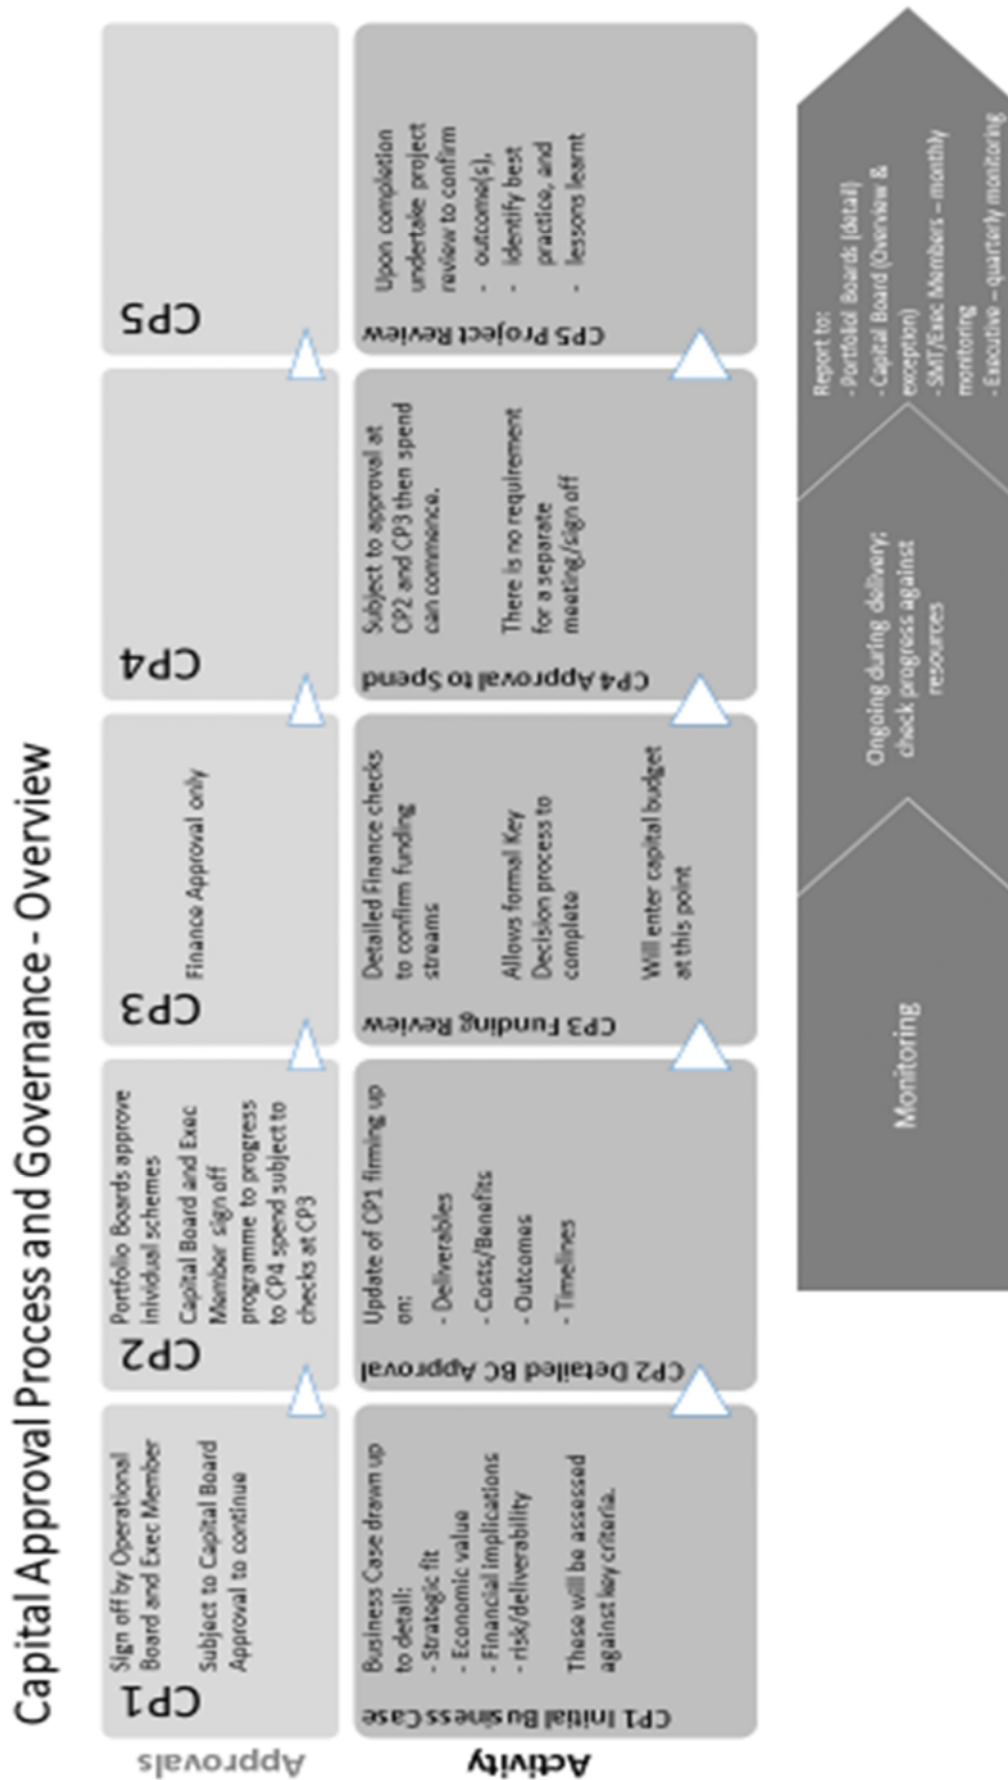 Capital Approval Process and Governance - Overview
Approvals
CP1
Sign off by Operational
Board and Exec Member
Subject to Capital Board
Approval to continue
CP2
Portfolio Boards approve
inividual schemes
Capital Board and Exec
Member sign off
programme to progress
to CP4 spend subject to
checks at CP3
CP3
Finance Approval only
CP4
CP5
Activity
CP1 Initial Business Case
Business Case drawn up
to detail:
- Strategic fit
- Economic value
- Financial implications
- risk/deliverability
These will be assessed
against key criteria.
CP2 Detailed BC Approval
Update of CP1 firming up
on:
- Deliverables
- Costs/Benefits
- Outcomes
- Timelines
CP3 Funding Review
Detailed Finance checks
to confirm funding
streams
Allows formal Key
Decision process to
complete
Will enter capital budget
at this point
CP4 Approval to Spend
Subject to approval at
CP2 and CP3 then spend
can commence.
There is no requirement
for a separate
meeting/sign off
CP5 Project Review
Upon completion
undertake project
review to confirm
- outcome(s),
- identify best
practice, and
- lessons learnt
Monitoring
Ongoing during delivery;
check progress against
resources
Report to:
- Portfoliol Boards (detail)
- Capital Board (Overview &
exception)
- SMT/Exec Members – monthly
monitoring
- Executive – quarterly monitoring